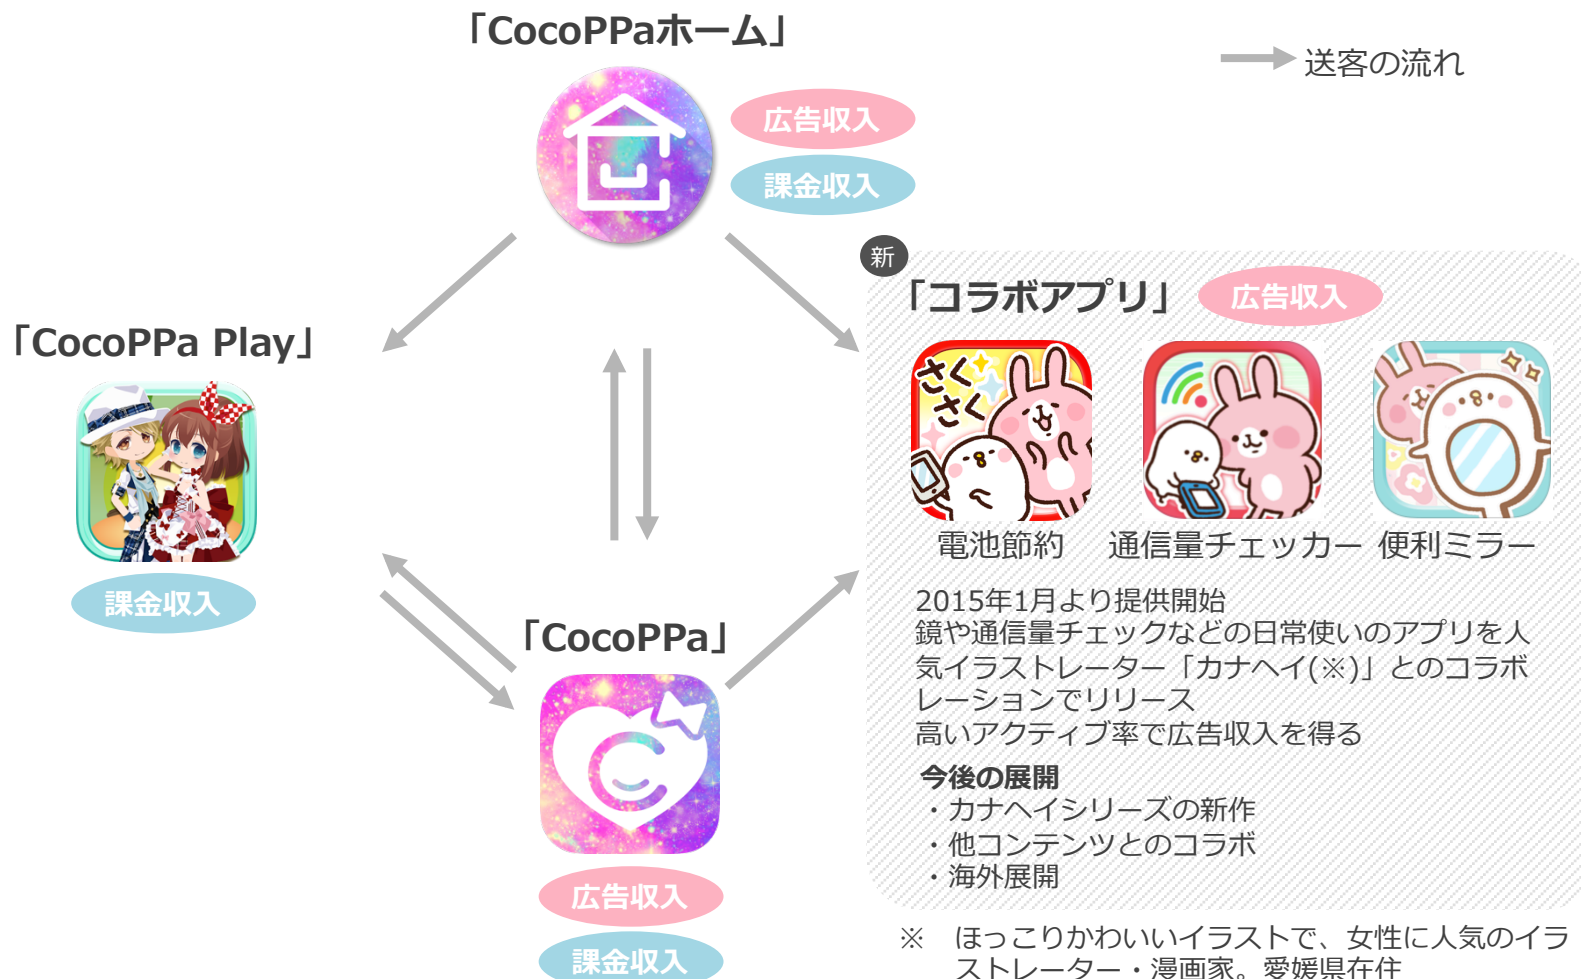 「CocoPPaホーム」
送客の流れ
広告収入
課金収入
新
「コラボアプリ」
広告収入
「CocoPPa Play」
さく
さく
電池節約
通信量チェッカー
便利ミラー
課金収入
2015年1月より提供開始
鏡や通信量チェックなどの日常使いのアプリを人
気イラストレーター「カナヘイ(※)」とのコラボ
レーションでリリース
高いアクティブ率で広告収入を得る
「CocoPPa」
今後の展開
・カナヘイシリーズの新作
・他コンテンツとのコラボ
・海外展開
広告収入
課金収入
※ ほっこりかわいいイラストで、女性に人気のイラ
ストレーター・漫画家。愛媛県在住